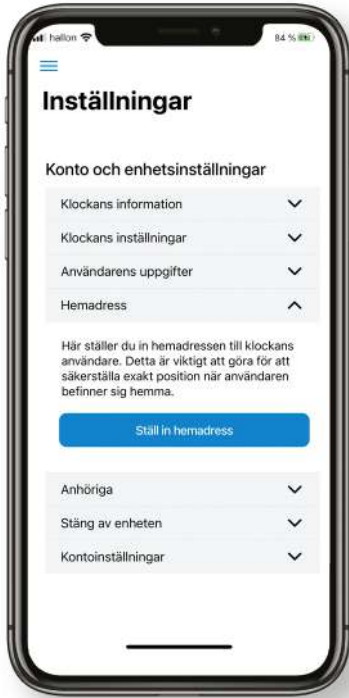 hallon
84 %
Inställningar
Konto och enhetsinställningar
Klockans information
Klockans inställningar
Användarens uppgifter
Hemadress
Här ställer du in hemadressen till klockans
användare. Detta är viktigt att göra för att
säkerställa exakt position när användaren
befinner sig hemma.
Ställ in hemadress
Anhöriga
Stäng av enheten
Kontoinställningar